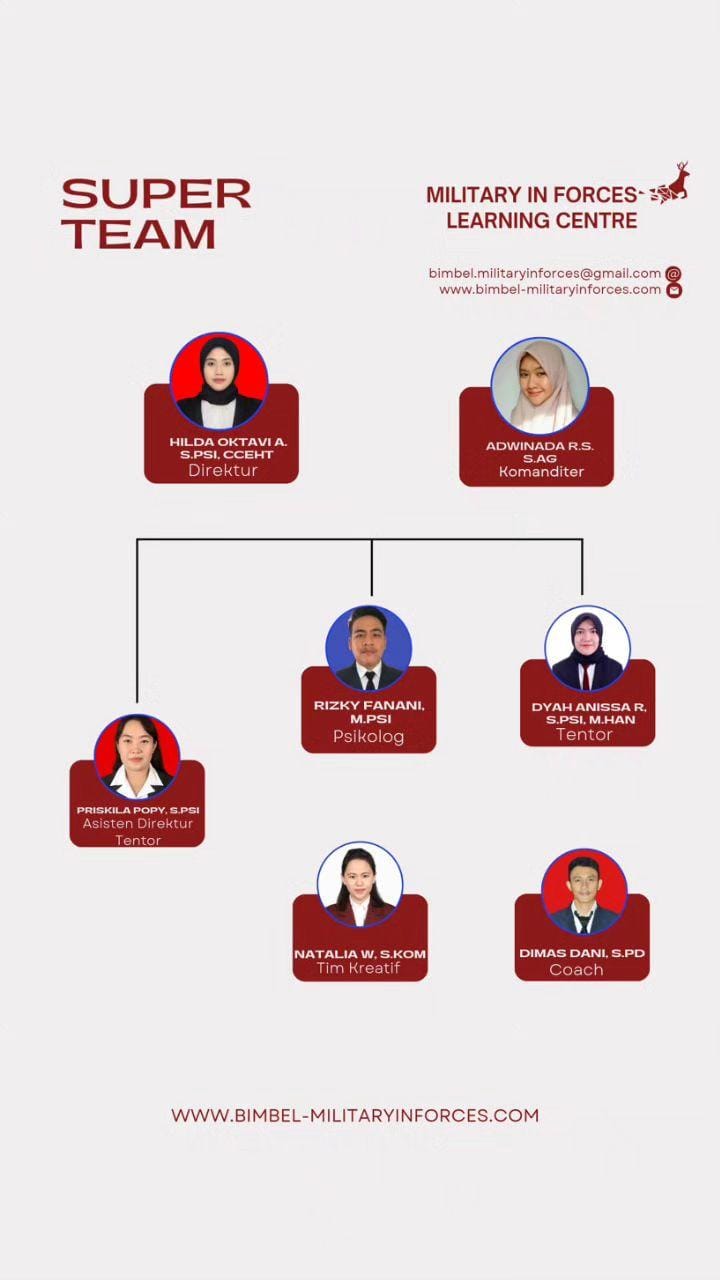 SUPER
TEAM
MILITARY IN FORCES
LEARNING CENTRE
bimbel.militaryinforces@gmail.com @
www.bimbel-militaryinforces.com
HILDA OKTAVI A.
S.PSI, CCEHT
Direktur
ADWINADA R.S.
S.AG
Komanditer
RIZKY FANANI,
M.PSI
Psikolog
DYAH ANISSA R,
S.PSI, M.HAN
Tentor
PRISKILA POPY, S.PSI
Asisten Direktur
Tentor
NATALIA W, S.KOM
Tim Kreatif
DIMAS DANI, S.PD
Coach
WWW.BIMBEL-MILITARYINFORCES.COM